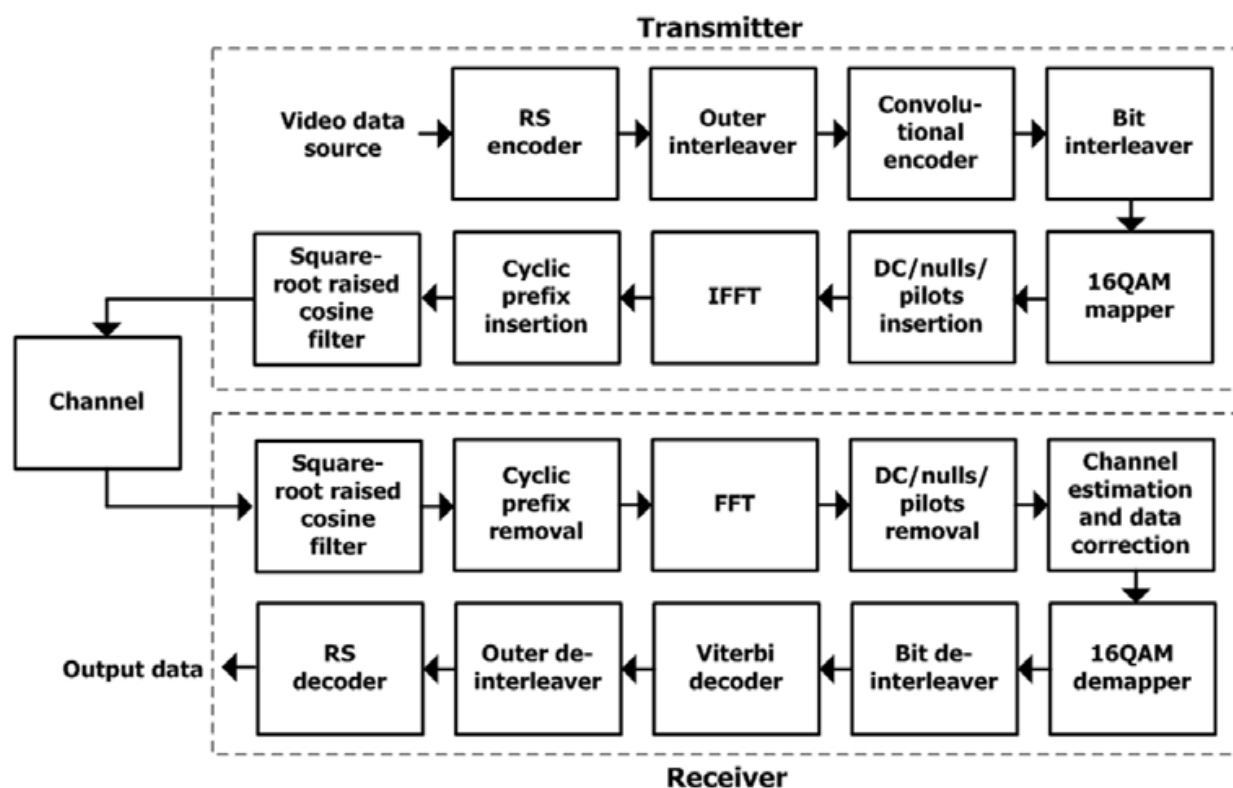 Transmitter
Video data
source
RS
encoder
Outer
interleaver
Convolu-
tional
encoder
Bit
interleaver
Square-
root raised
cosine
filter
Cyclic
prefix
insertion
IFFT
DC/nulls/
pilots
insertion
16QAM
mapper
Channel
Square-
root raised
cosine
filter
Cyclic
prefix
removal
FFT
DC/nulls/
pilots
removal
Channel
estimation
and data
correction
Output data
RS
decoder
Outer de-
interleaver
Viterbi
decoder
Bit de-
interleaver
16QAM
demapper
Receiver